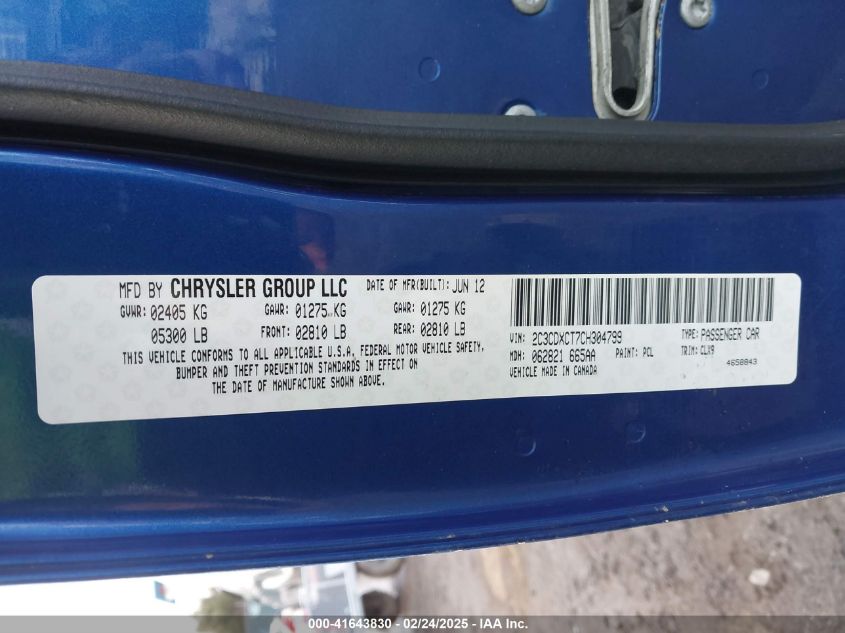 MFD BY CHRYSLER GROUP LLC DATE OF MFR(BUILT): JUN 12
GVWR: 02405 KG GAWR: 01275 KG GAWR: 01275 KG
05300 LB FRONT: 02810 LB REAR: 02810 LB
THIS VEHICLE CONFORMS TO ALL APPLICABLE U.S.A. FEDERAL MOTOR VEHICLE SAFETY,
BUMPER AND THEFT PREVENTION STANDARDS IN EFFECT ON
THE DATE OF MANUFACTURE SHOWN ABOVE.
VIN: 2C3CDXCT7CH304799 TYPE: PASSENGER CAR
MDH: 062821 665AA PAINT: PCL TRIM: CLX9
VEHICLE MADE IN CANADA 4658843
000-41643830 - 02/24/2025 - IAA Inc.